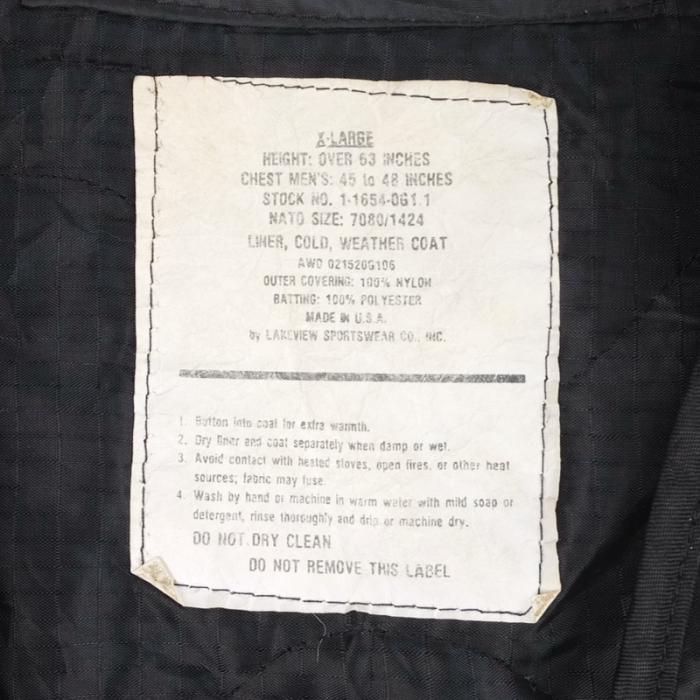 X-LARGE
HEIGHT: OVER 63 INCHES
CHEST MEN'S: 45 to 48 INCHES
STOCK NO. 1-1654-061.1
NATO SIZE: 7080/1424
LINER, COLD, WEATHER COAT
AWO 021520G106
OUTER COVERING: 100% NYLON
BATTING: 100% POLYESTER
MADE IN U.S.A.
by LAKEVIEW SPORTSWEAR CO., INC.
1. Button into coat for extra warmth.
2. Dry liner and coat separately when damp or wet.
3. Avoid contact with heated stoves, open fires, or other heat
sources; fabric may fuse.
4. Wash by hand or machine in warm water with mild soap or
detergent, rinse thoroughly and drip or machine dry.
DO NOT DRY CLEAN
DO NOT REMOVE THIS LABEL